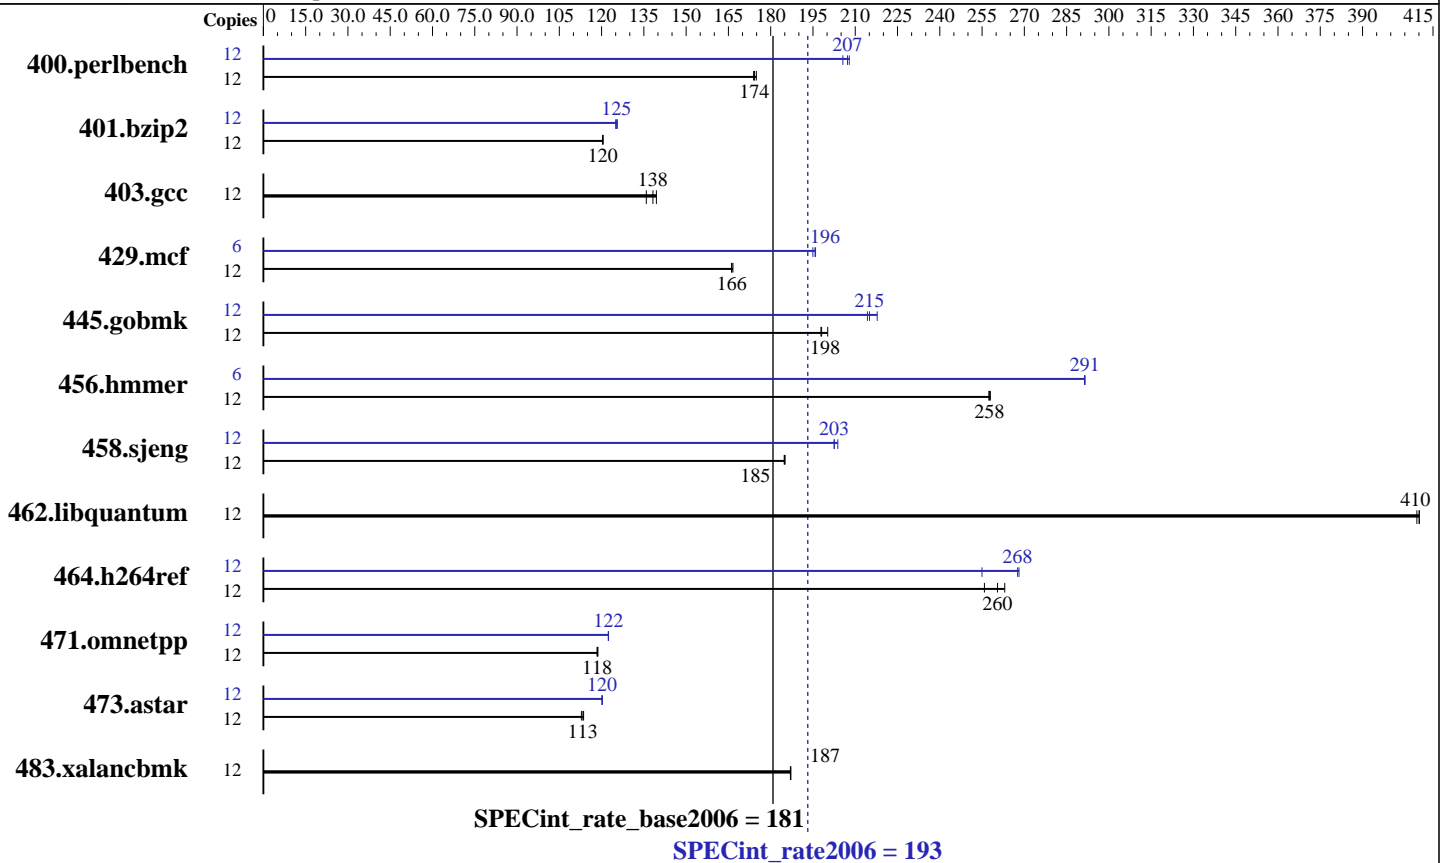 Copies 0 15.0 30.0 45.0 60.0 75.0 90.0 105 120 135 150 165 180 195 210 225 240 255 270 285 300 315 330 345 360 375 390 415
400.perlbench 12 207
12 174
401.bzip2 12 125
12 120
403.gcc 12 138
429.mcf 6 196
12 166
445.gobmk 12 215
12 198
456.hmmer 6 291
12 258
458.sjeng 12 203
12 185
462.libquantum 12 410
464.h264ref 12 268
12 260
471.omnetpp 12 122
12 118
473.astar 12 120
12 113
483.xalancbmk 12 187
SPECint_rate_base2006 = 181
SPECint_rate2006 = 193